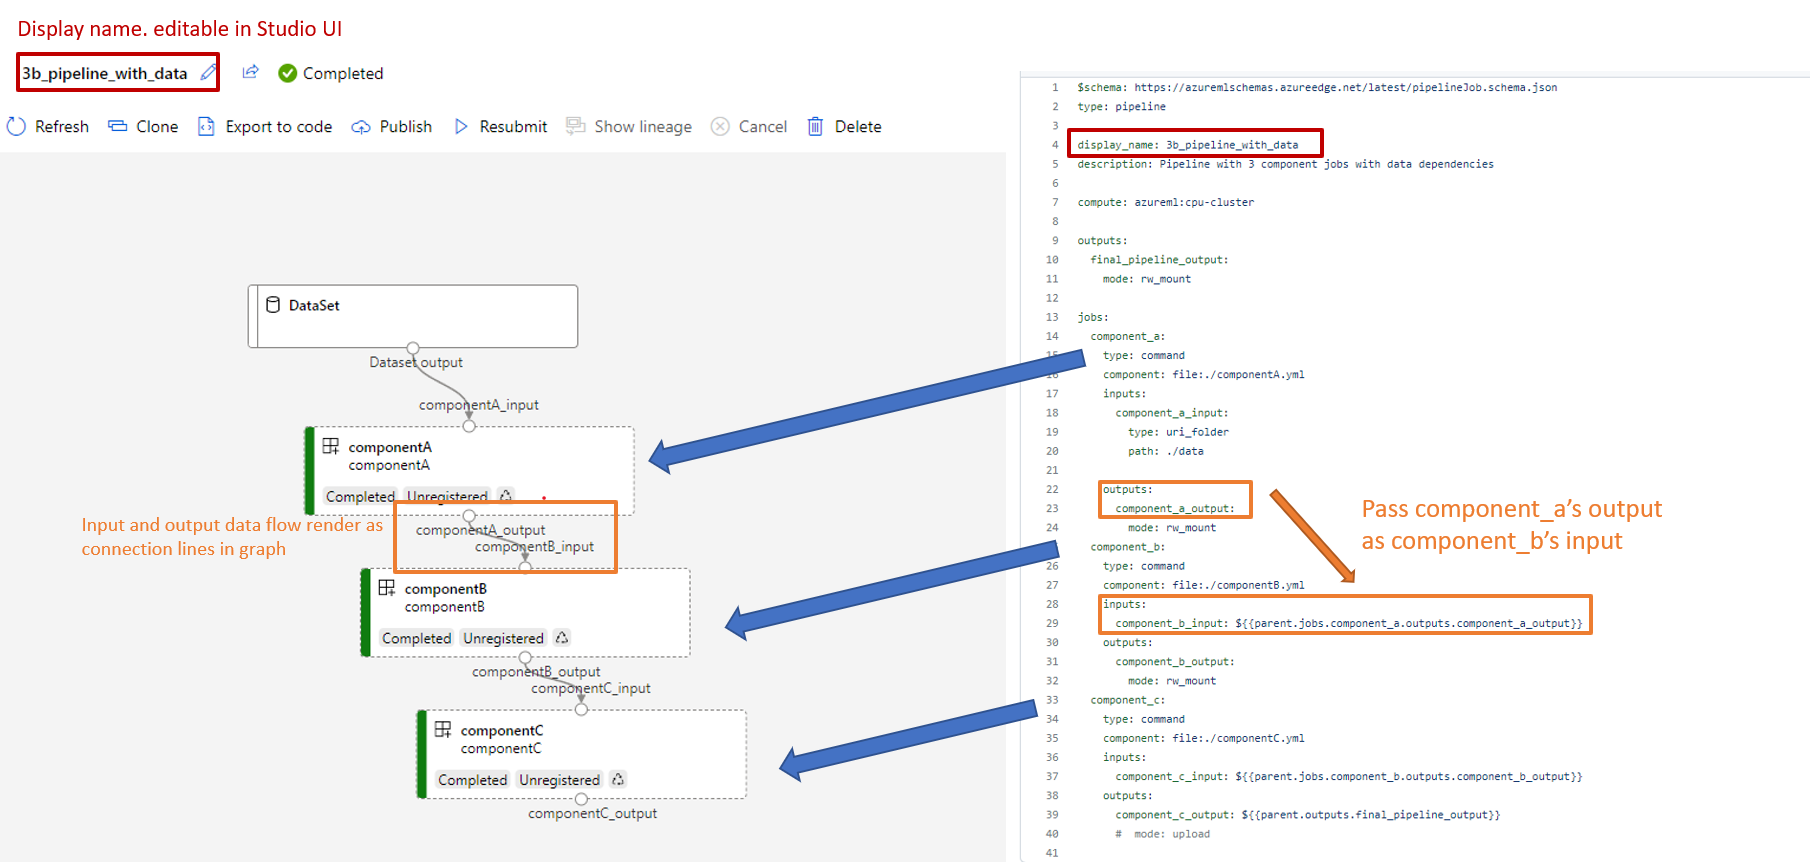 Display name. editable in Studio UI
3b_pipeline_with_data
Completed
Refresh
Clone
Export to code
Publish
Resubmit
Show lineage
Cancel
Delete
DataSet
Dataset output
componentA_input
componentA
componentA
Completed Unregistered
Input and output data flow render as
connection lines in graph
componentA_output
componentB_input
componentB
componentB
Completed Unregistered
componentB_output
componentC_input
componentC
componentC
Completed Unregistered
componentC_output
1 $schema: https://azuremlschemas.azureedge.net/latest/pipelineJob.schema.json
2 type: pipeline
3
4 display_name: 3b_pipeline_with_data
5 description: Pipeline with 3 component jobs with data dependencies
6
7 compute: azureml:cpu-cluster
8
9 outputs:
10 final_pipeline_output:
11 mode: rw_mount
12
13 jobs:
14 component_a:
15 type: command
16 component: file:./componentA.yml
17 inputs:
18 component_a_input:
19 type: uri_folder
20 path: ./data
21
22 outputs:
23 component_a_output:
24 mode: rw_mount
component_b:
26 type: command
27 component: file:./componentB.yml
28 inputs:
29 component_b_input: ${{parent.jobs.component_a.outputs.component_a_output}}
30 outputs:
31 component_b_output:
32 mode: rw_mount
33 component_c:
34 type: command
35 component: file:./componentC.yml
36 inputs:
37 component_c_input: ${{parent.jobs.component_b.outputs.component_b_output}}
38 outputs:
39 component_c_output: ${{parent.outputs.final_pipeline_output}}
40 # mode: upload
41
Pass component_a’s output
as component_b’s input